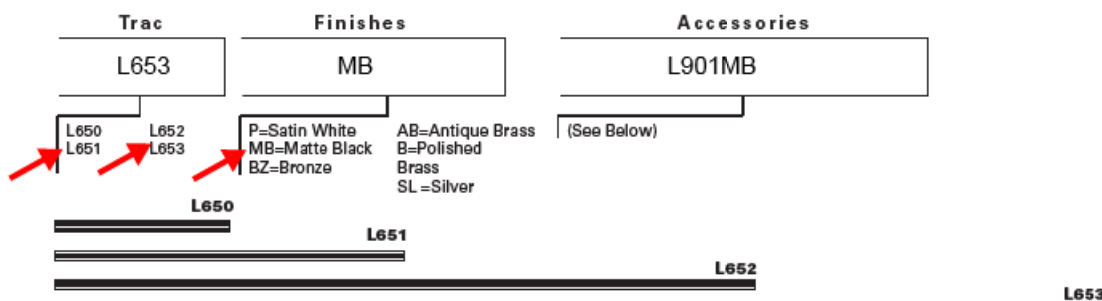 Trac Finishes Accessories
L653 MB L901MB
L650 L652 P=Satin White AB=Antique Brass (See Below)
L651 L653 MB=Matte Black B=Polished
BZ=Bronze Brass
SL =Silver
L650
L651
L652
L653